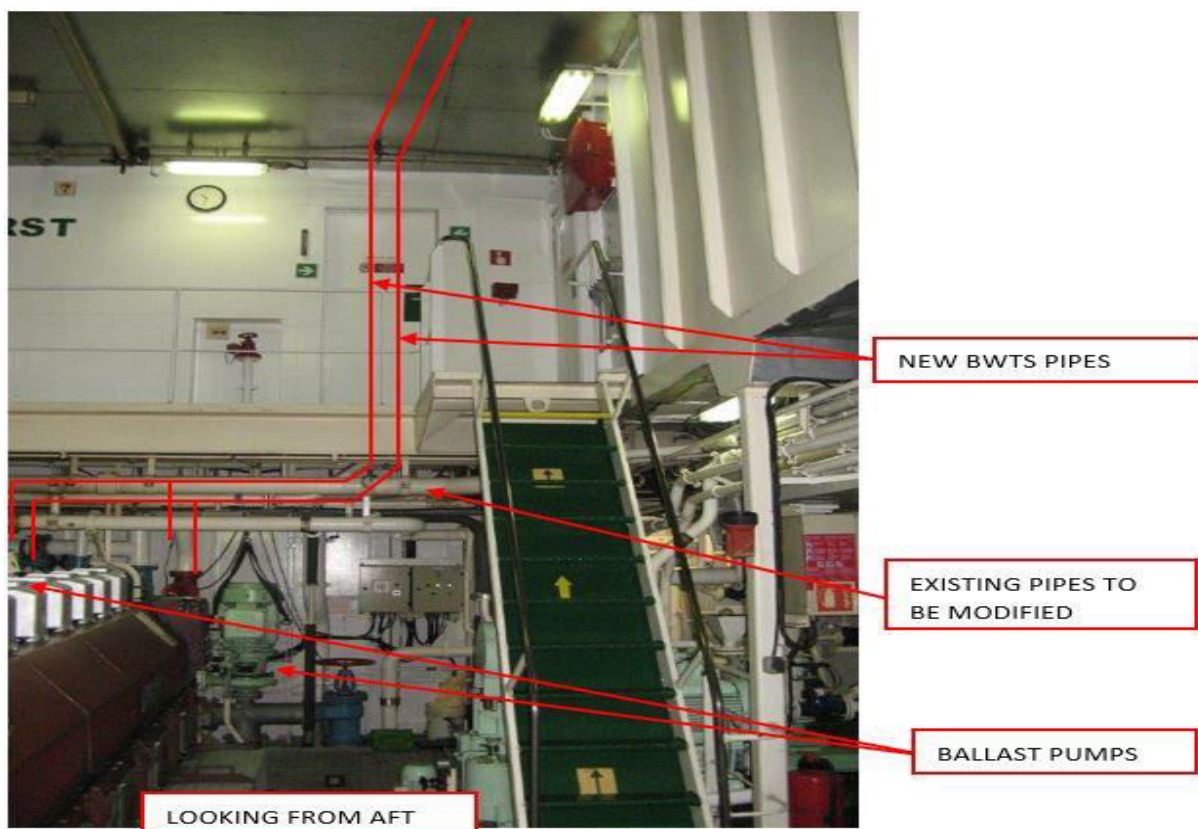 RST
NEW BWTS PIPES
EXISTING PIPES TO
BE MODIFIED
BALLAST PUMPS
LOOKING FROM AFT